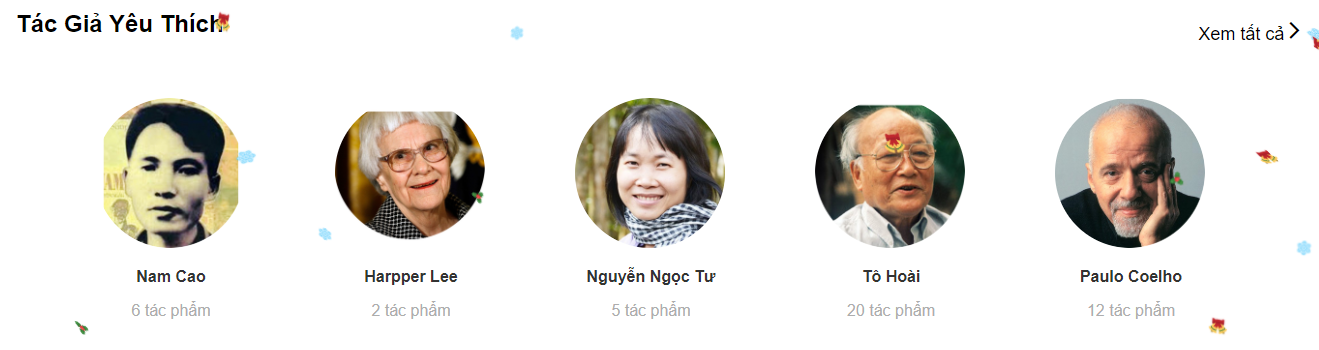 Tác Giả Yêu Thích
Xem tất cả
Nam Cao
Harpper Lee
Nguyễn Ngọc Tư
Tô Hoài
Paulo Coelho
6 tác phẩm
2 tác phẩm
5 tác phẩm
20 tác phẩm
12 tác phẩm